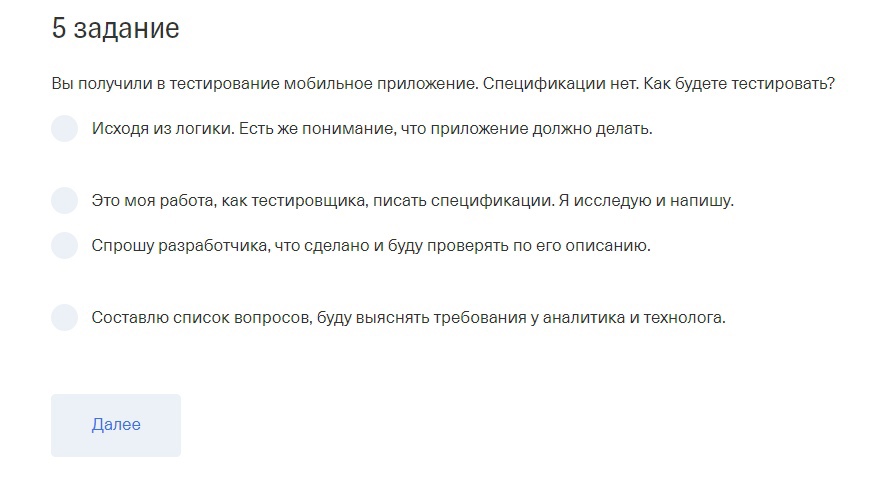 5 задание
Вы получили в тестирование мобильное приложение. Спецификации нет. Как будете тестировать?
Исходя из логики. Есть же понимание, что приложение должно делать.
Это моя работа, как тестировщика, писать спецификации. Я исследую и напишу.
Спрошу разработчика, что сделано и буду проверять по его описанию.
Составлю список вопросов, буду выяснять требования у аналитика и технолога.
Далее